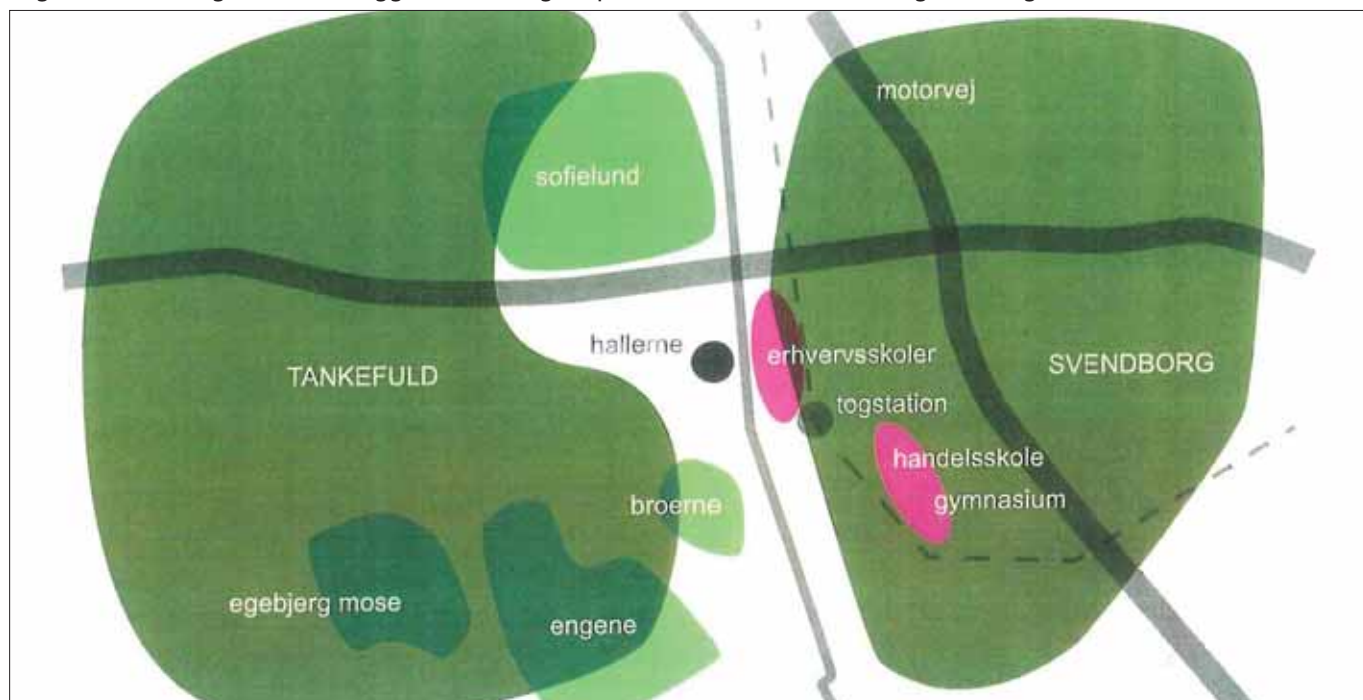 motorvej
sofielund
hallerne
erhvervsskoler
TANKEFULD
SVENDBORG
togstation
handelsskole
gymnasium
broerne
egebjerg mose
engene